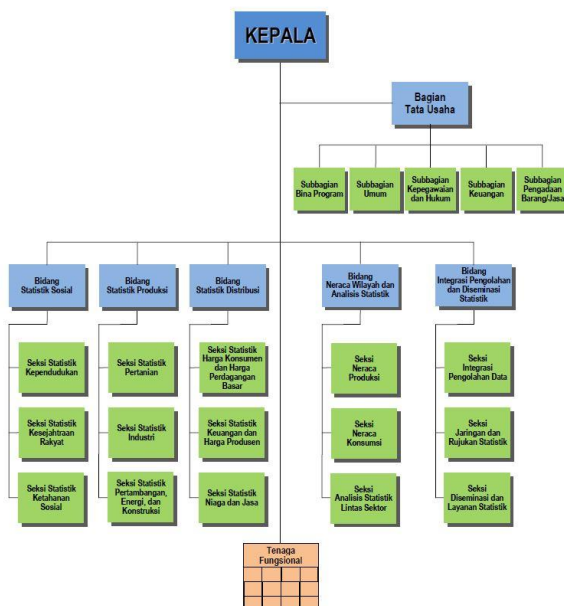 KEPALA
Bagian
Tata Usaha
Subbagian
Bina Program
Subbagian
Umum
Subbagian
Kepegawaian
dan Hukum
Subbagian
Keuangan
Subbagian
Pengadaan
Barang/Jasa
Bidang
Statistik Sosial
Bidang
Statistik Produksi
Bidang
Statistik Distribusi
Bidang
Neraca Wilayah dan
Analisis Statistik
Bidang
Integrasi Pengolahan
dan Diseminasi
Statistik
Seksi Statistik
Kependudukan
Seksi Statistik
Pertanian
Seksi Statistik
Harga Konsumen
dan Harga
Perdagangan
Basar
Seksi
Neraca
Produksi
Seksi
Integrasi
Pengolahan Data
Seksi Statistik
Kesejahtraan
Rakyat
Seksi Statistik
Industri
Seksi Statistik
Keuangan dan
Harga Produsen
Seksi
Neraca
Konsumsi
Seksi
Jaringan dan
Rujukan Statistik
Seksi Statistik
Ketahanan
Sosial
Seksi Statistik
Pertambangan,
Energi, dan
Konstruksi
Seksi Statistik
Niaga dan Jasa
Seksi
Analisis Statistik
Lintas Sektor
Seksi
Diseminasi dan
Layanan Statistik
Tenaga
Fungsional